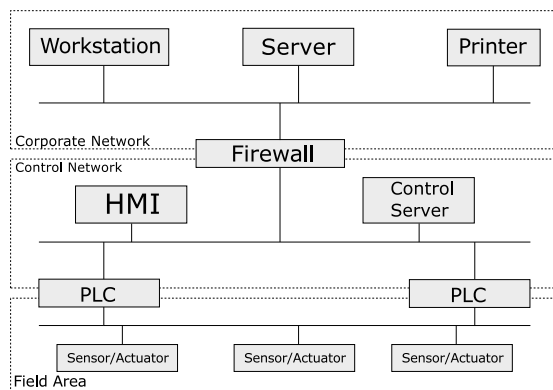 Workstation
Server
Printer
Corporate Network
Firewall
Control Network
HMI
Control
Server
PLC
PLC
Sensor/Actuator
Sensor/Actuator
Sensor/Actuator
Field Area